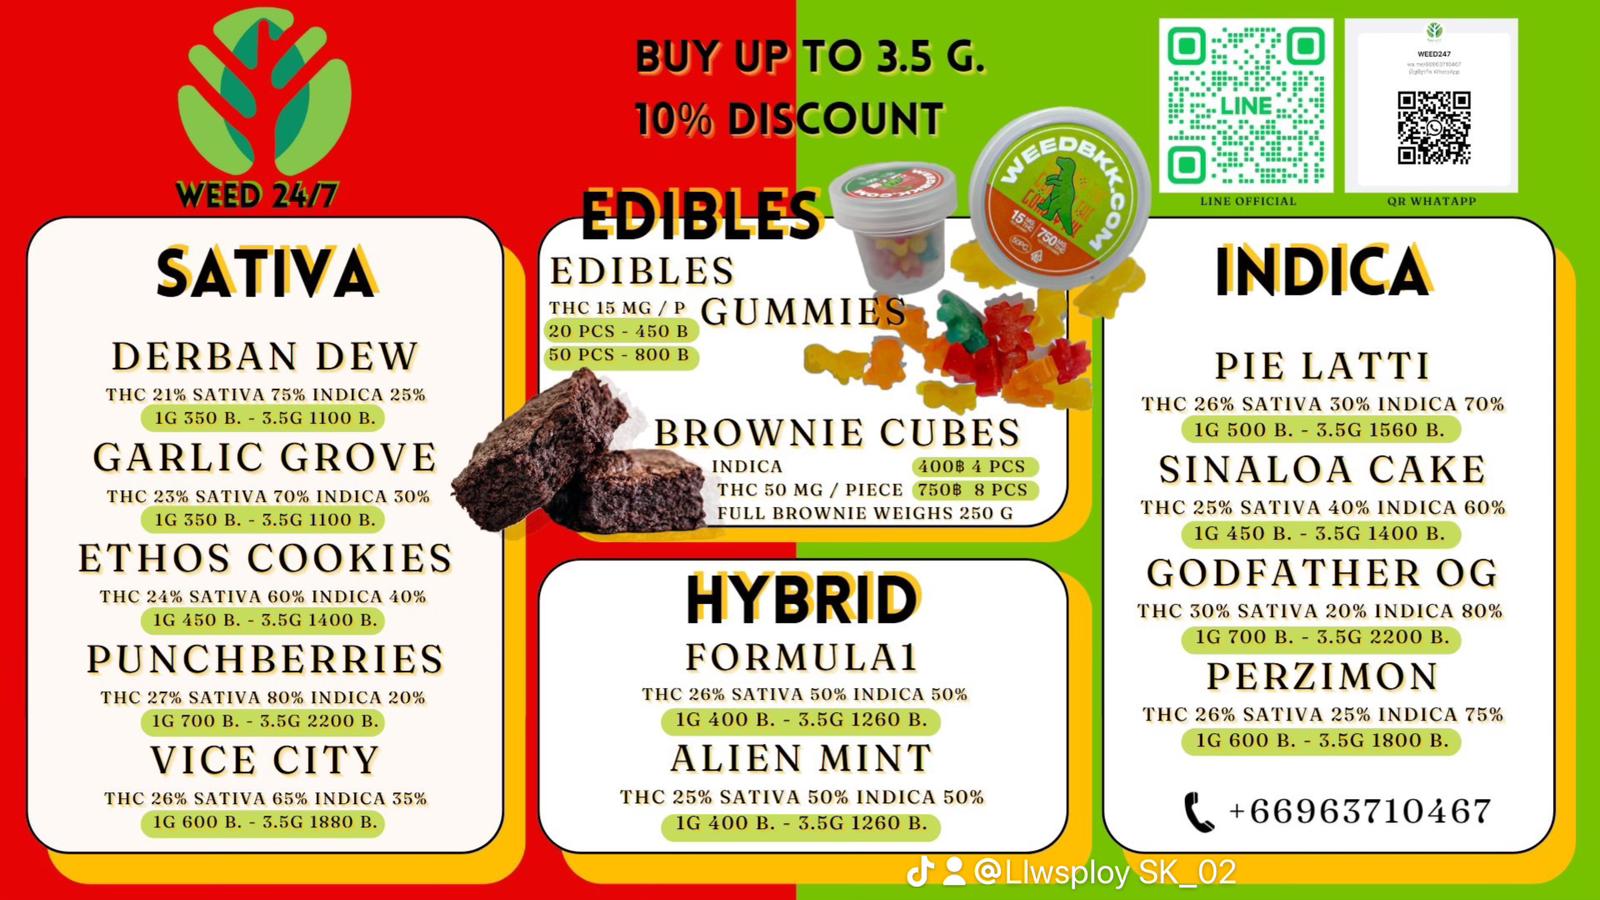 WEED 24/7
BUY UP TO 3.5 G.
10% DISCOUNT
LINE
LINE OFFICIAL
WEED247
QR WHATAPP
SATIVA
DERBAN DEW
THC 21% SATIVA 75% INDICA 25%
1G 350 B. - 3.5G 1100 B.
GARLIC GROVE
THC 23% SATIVA 70% INDICA 30%
1G 350 B. - 3.5G 1100 B.
ETHOS COOKIES
THC 24% SATIVA 60% INDICA 40%
1G 450 B. - 3.5G 1400 B.
PUNCHBERRIES
THC 27% SATIVA 80% INDICA 20%
1G 700 B. - 3.5G 2200 B.
VICE CITY
THC 26% SATIVA 65% INDICA 35%
1G 600 B. - 3.5G 1880 B.
EDIBLES
EDIBLES
GUMMIES
THC 15 MG / P
20 PCS - 450 B
50 PCS - 800 B
WEEDBKK.COM
15 MG
750 MG
50PC
BROWNIE CUBES
INDICA 400฿ 4 PCS
THC 50 MG / PIECE 750฿ 8 PCS
FULL BROWNIE WEIGHS 250 G
HYBRID
FORMULA1
THC 26% SATIVA 50% INDICA 50%
1G 400 B. - 3.5G 1260 B.
ALIEN MINT
THC 25% SATIVA 50% INDICA 50%
1G 400 B. - 3.5G 1260 B.
INDICA
PIE LATTI
THC 26% SATIVA 30% INDICA 70%
1G 500 B. - 3.5G 1560 B.
SINALOA CAKE
THC 25% SATIVA 40% INDICA 60%
1G 450 B. - 3.5G 1400 B.
GODFATHER OG
THC 30% SATIVA 20% INDICA 80%
1G 700 B. - 3.5G 2200 B.
PERZIMON
THC 26% SATIVA 25% INDICA 75%
1G 600 B. - 3.5G 1800 B.
+66963710467
@Llwsploy SK_02